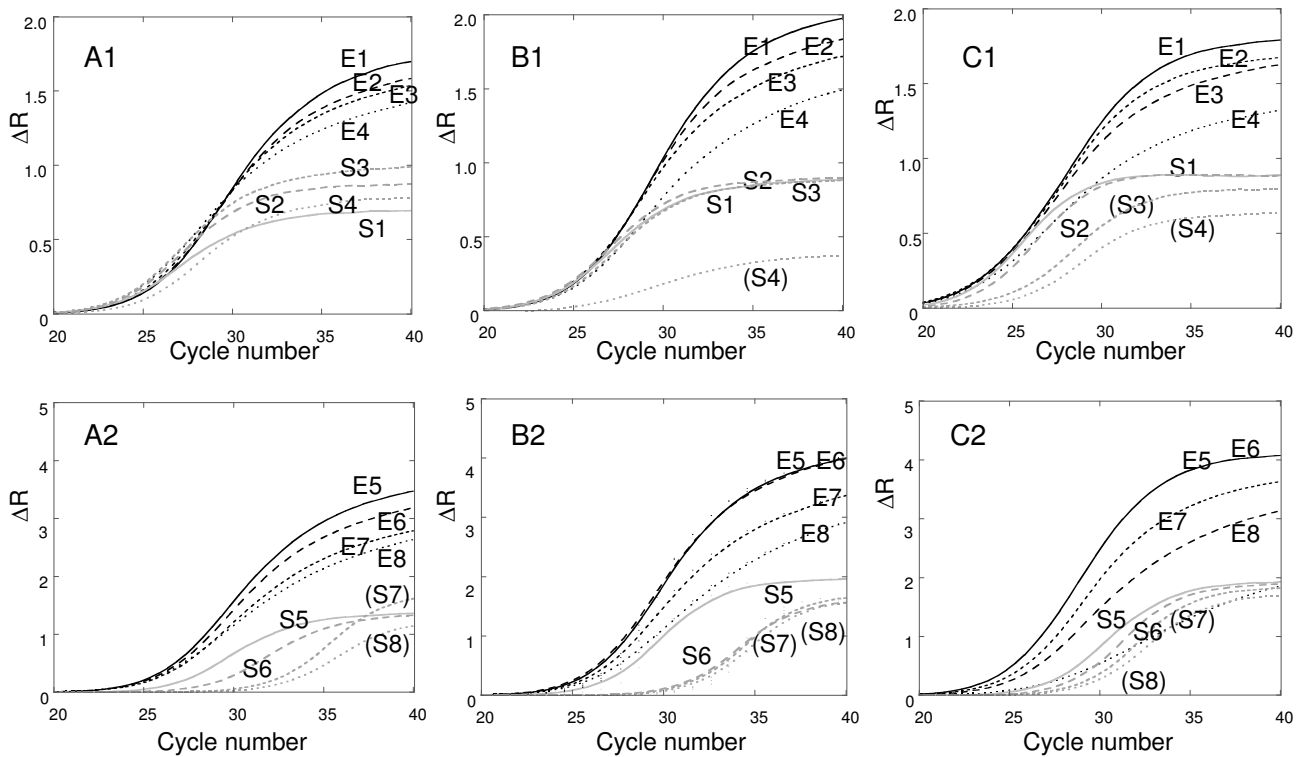 A1
ΔR
2.0
1.5
1.0
0.5
0
E1
E2
E3
E4
S3
S2
S4
S1
20
25
30
35
40
Cycle number
B1
ΔR
2.0
1.5
1.0
0.5
0
E1
E2
E3
E4
S2
S1
S3
(S4)
20
25
30
35
40
Cycle number
C1
ΔR
2.0
1.5
1.0
0.5
0
E1
E2
E3
E4
S1
(S3)
S2
(S4)
20
25
30
35
40
Cycle number
A2
ΔR
5
4
3
2
1
0
E5
E6
E7
E8
(S7)
S5
(S8)
S6
20
25
30
35
40
Cycle number
B2
ΔR
5
4
3
2
1
0
E5
E6
E7
E8
S5
(S8)
(S7)
S6
20
25
30
35
40
Cycle number
C2
ΔR
5
4
3
2
1
0
E6
E5
E7
E8
S5
(S7)
S6
(S8)
20
25
30
35
40
Cycle number